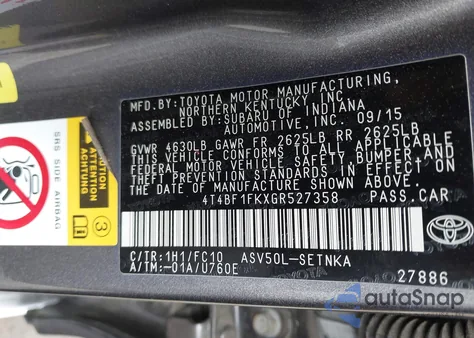 MFD.BY:TOYOTA MOTOR MANUFACTURING,
NORTHERN KENTUCKY INC
ASSEMBLED BY:SUBARU OF INDIANA
AUTOMOTIVE, INC. 09/15
GVWR 4630LB GAWR FR 2625LB RR 2625LB
THIS VEHICLE CONFORMS TO ALL APPLICABLE
FEDERAL MOTOR VEHICLE SAFETY, BUMPER, AND
THEFT PREVENTION STANDARDS IN EFFECT ON
THE DATE OF MANUFACTURE SHOWN ABOVE.
4T4BF1FKXGR527358 PASS.CAR
C/TR:1H1/FC10 ASV50L-SETNKA
A/TM:-01A/U760E
27886
TOYOTA
SRS SIDE AIRBAG
ATTENTION
ATTENTION
3
autoSnap